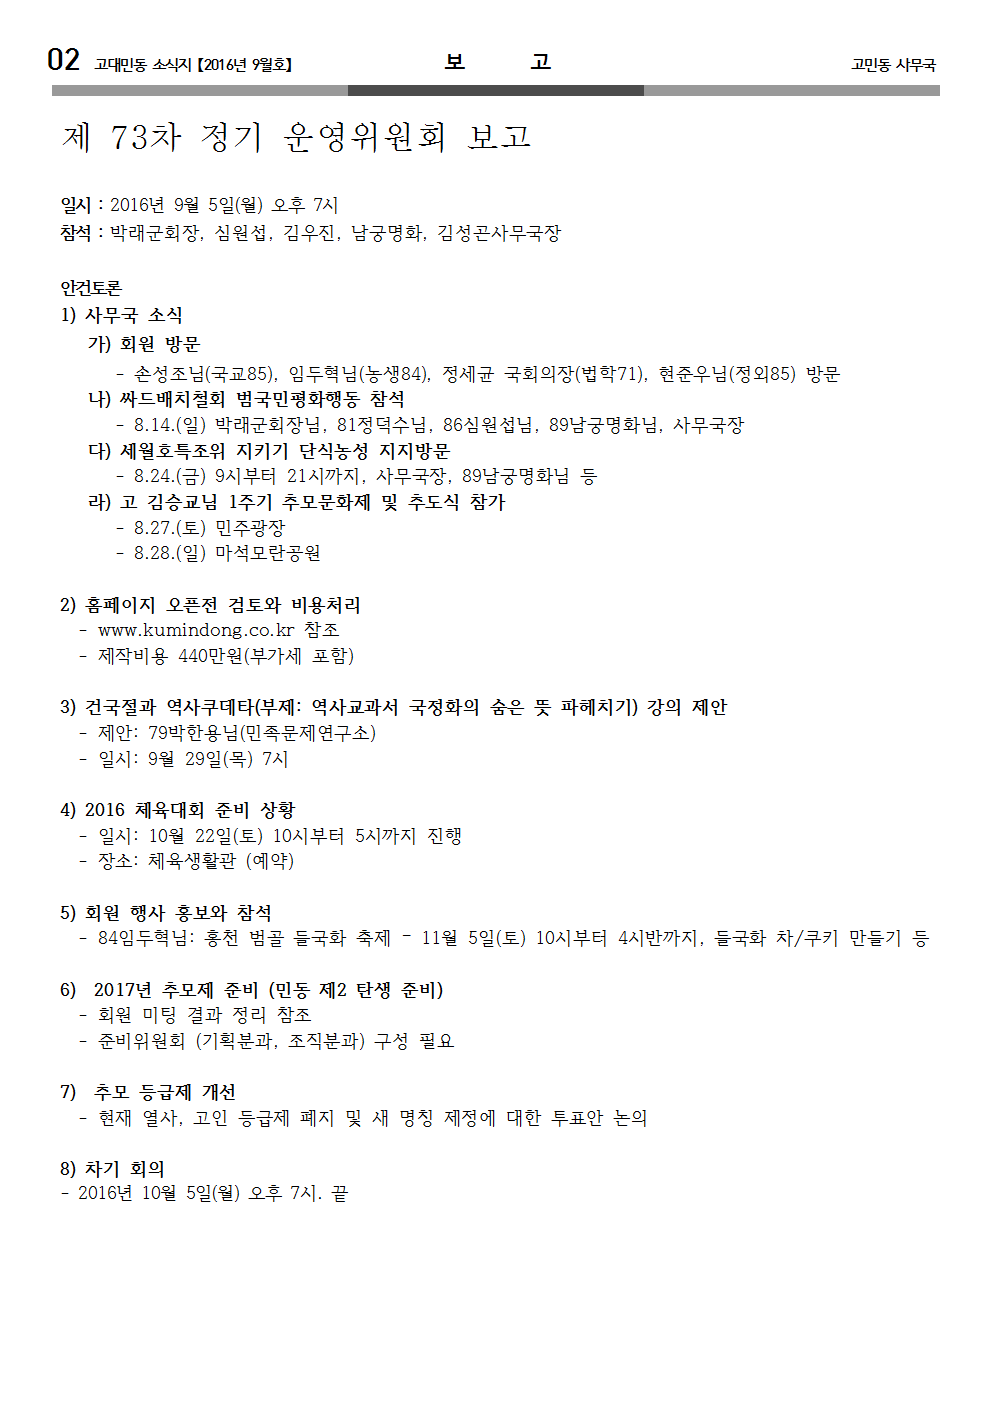 02 고대민동 소식지【2016년 9월호】 보 고 고민동 사무국
제 73차 정기 운영위원회 보고
일시 : 2016년 9월 5일(월) 오후 7시
참석 : 박래군회장, 심원섭, 김우진, 남궁명화, 김성곤사무국장
안건토론
1) 사무국 소식
가) 회원 방문
- 손성조님(국교85), 임두혁님(농생84), 정세균 국회의장(법학71), 현준우님(정외85) 방문
나) 싸드배치철회 범국민평화행동 참석
- 8.14.(일) 박래군회장님, 81정덕수님, 86심원섭님, 89남궁명화님, 사무국장
다) 세월호특조위 지키기 단식농성 지지방문
- 8.24.(금) 9시부터 21시까지, 사무국장, 89남궁명화님 등
라) 고 김승교님 1주기 추모문화제 및 추도식 참가
- 8.27.(토) 민주광장
- 8.28.(일) 마석모란공원
2) 홈페이지 오픈전 검토와 비용처리
- www.kumindong.co.kr 참조
- 제작비용 440만원(부가세 포함)
3) 건국절과 역사쿠데타(부제: 역사교과서 국정화의 숨은 뜻 파헤치기) 강의 제안
- 제안: 79박한용님(민족문제연구소)
- 일시: 9월 29일(목) 7시
4) 2016 체육대회 준비 상황
- 일시: 10월 22일(토) 10시부터 5시까지 진행
- 장소: 체육생활관 (예약)
5) 회원 행사 홍보와 참석
- 84임두혁님: 홍천 범골 들국화 축제 - 11월 5일(토) 10시부터 4시반까지, 들국화 차/쿠키 만들기 등
6) 2017년 추모제 준비 (민동 제2 탄생 준비)
- 회원 미팅 결과 정리 참조
- 준비위원회 (기획분과, 조직분과) 구성 필요
7) 추모 등급제 개선
- 현재 열사, 고인 등급제 폐지 및 새 명칭 제정에 대한 투표안 논의
8) 차기 회의
- 2016년 10월 5일(월) 오후 7시. 끝